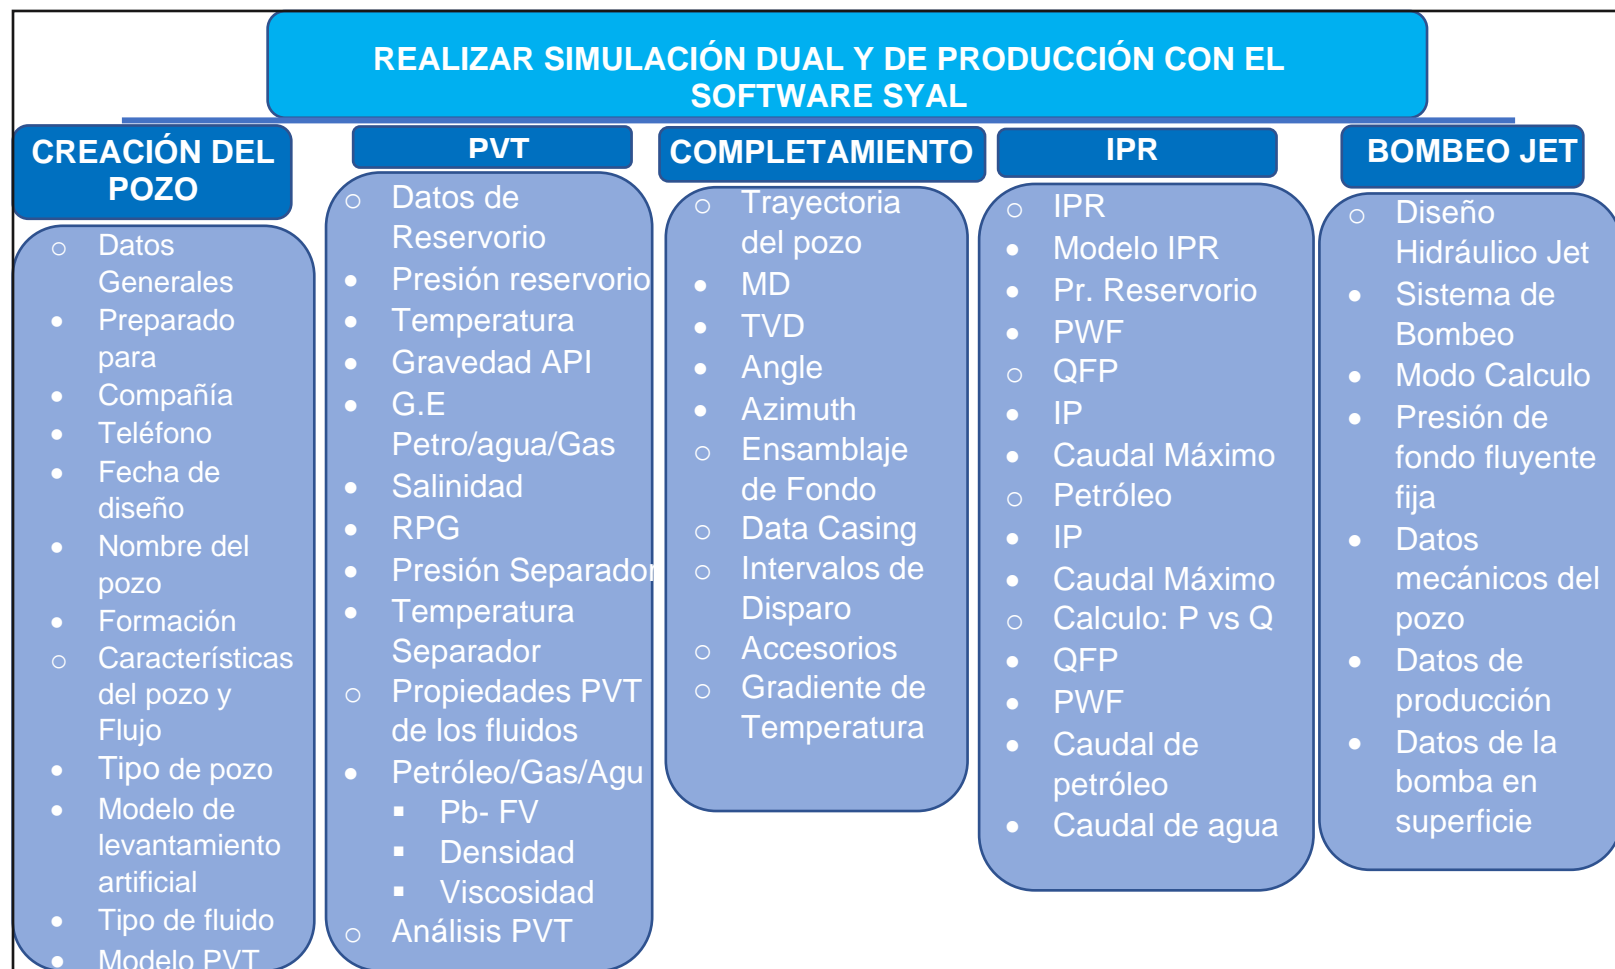 REALIZAR SIMULACIÓN DUAL Y DE PRODUCCIÓN CON EL
SOFTWARE SYAL
CREACIÓN DEL
POZO
○ Datos
Generales
• Preparado
para
• Compañía
• Teléfono
• Fecha de
diseño
• Nombre del
pozo
• Formación
○ Características
del pozo y
Flujo
• Tipo de pozo
• Modelo de
levantamiento
artificial
• Tipo de fluido
• Modelo PVT
PVT
○ Datos de
Reservorio
• Presión reservorio
• Temperatura
• Gravedad API
• G.E
Petro/agua/Gas
• Salinidad
• RPG
• Presión Separador
• Temperatura
Separador
○ Propiedades PVT
de los fluidos
• Petróleo/Gas/Agu
▪ Pb- FV
▪ Densidad
▪ Viscosidad
○ Análisis PVT
COMPLETAMIENTO
○ Trayectoria
del pozo
• MD
• TVD
• Angle
• Azimuth
○ Ensamblaje
de Fondo
○ Data Casing
○ Intervalos de
Disparo
○ Accesorios
○ Gradiente de
Temperatura
IPR
○ IPR
• Modelo IPR
• Pr. Reservorio
• PWF
○ QFP
• IP
• Caudal Máximo
○ Petróleo
• IP
• Caudal Máximo
○ Calculo: P vs Q
• QFP
• PWF
• Caudal de
petróleo
• Caudal de agua
BOMBEO JET
○ Diseño
Hidráulico Jet
• Sistema de
Bombeo
• Modo Calculo
• Presión de
fondo fluyente
fija
• Datos
mecánicos del
pozo
• Datos de
producción
• Datos de la
bomba en
superficie